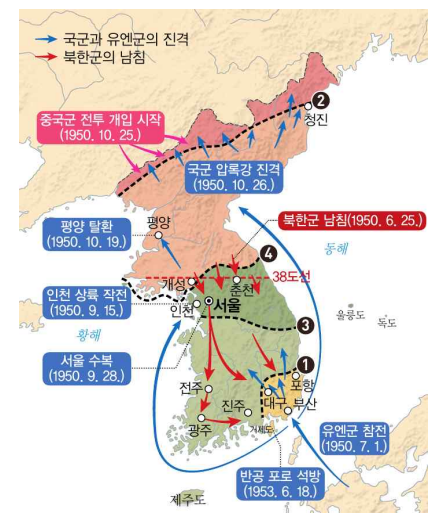 국군과 유엔군의 진격
북한군의 남침
중국군 전투 개입 시작
(1950. 10. 25.)
❷
청진
국군 압록강 진격
(1950. 10. 26.)
평양 탈환
(1950. 10. 19.)
평양
북한군 남침(1950. 6. 25.)
동해
❹
38도선
개성
춘천
인천 상륙 작전
(1950. 9. 15.)
인천
서울
울릉도
독도
황해
❸
서울 수복
(1950. 9. 28.)
❶
포항
전주
대구
부산
진주
광주
거제도
유엔군 참전
(1950. 7. 1.)
반공 포로 석방
(1953. 6. 18.)
제주도